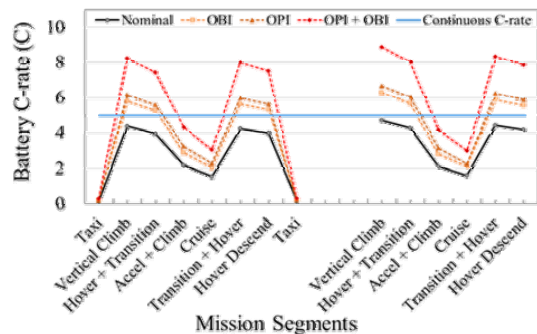 Nominal OBI OPI OPI + OBI Continuous C-rate
Battery C-rate (C)
10
8
6
4
2
0
Taxi
Vertical Climb
Hover + Transition
Accel + Climb
Cruise
Transition + Hover
Hover Descend
Taxi
Vertical Climb
Hover + Transition
Accel + Climb
Cruise
Transition + Hover
Hover Descend
Mission Segments